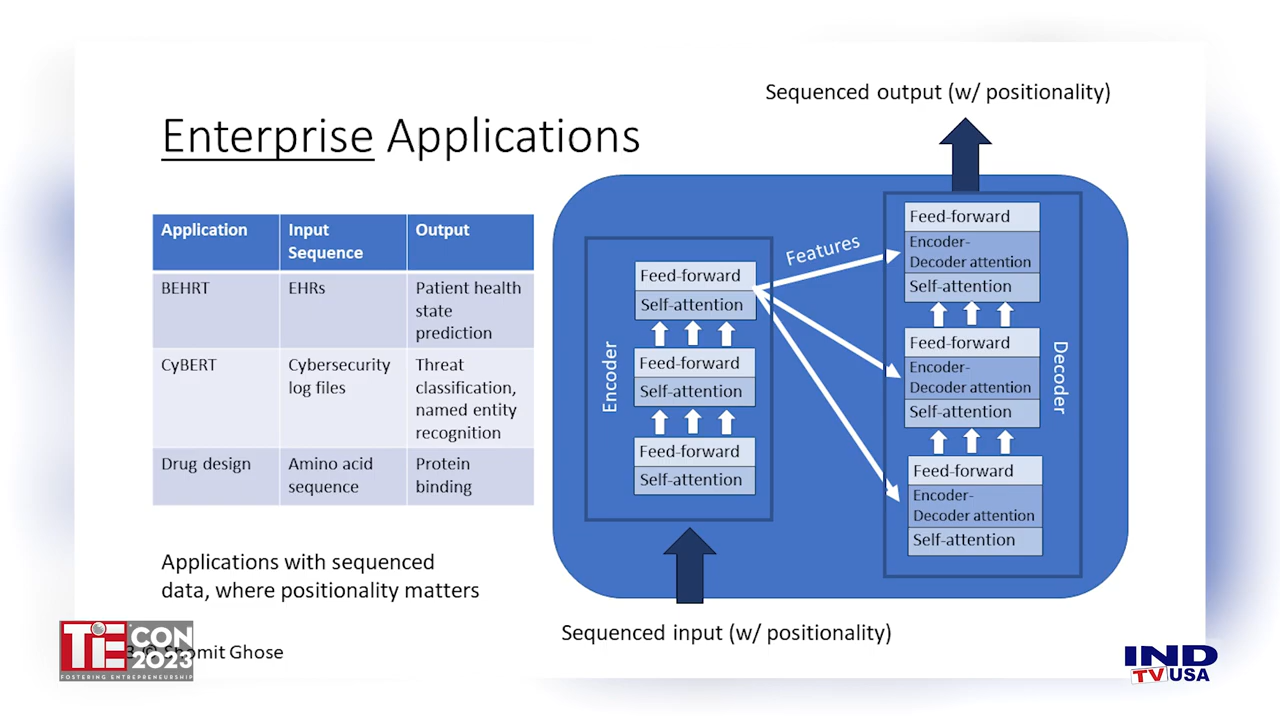 Sequenced output (w/ positionality)
Enterprise Applications
Application
Input
Sequence
Output
BEHRT
EHRs
Patient health
state
prediction
CyBERT
Cybersecurity
log files
Threat
classification,
named entity
recognition
Drug design
Amino acid
sequence
Protein
binding
Applications with sequenced
data, where positionality matters
Encoder
Feed-forward
Self-attention
Feed-forward
Self-attention
Feed-forward
Self-attention
Features
Feed-forward
Encoder-
Decoder attention
Self-attention
Feed-forward
Encoder-
Decoder attention
Self-attention
Feed-forward
Encoder-
Decoder attention
Self-attention
Decoder
Sequenced input (w/ positionality)
TiE CON
2023
FOSTERING ENTREPRENEURSHIP
3 © Shomit Ghose
IND
TV USA